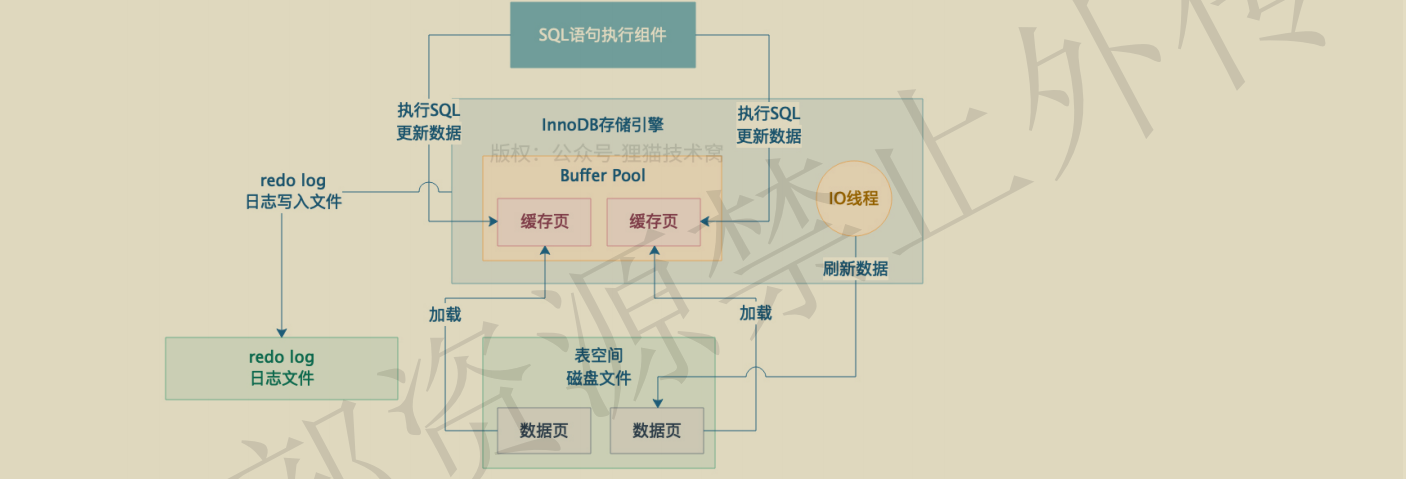 SQL语句执行组件
执行SQL
更新数据
InnoDB存储引擎
执行SQL
更新数据
版权：公众号-狸猫技术窝
Buffer Pool
redo log
日志写入文件
缓存页
缓存页
IO线程
刷新数据
加载
加载
redo log
日志文件
表空间
磁盘文件
数据页
数据页
部资源禁止外传